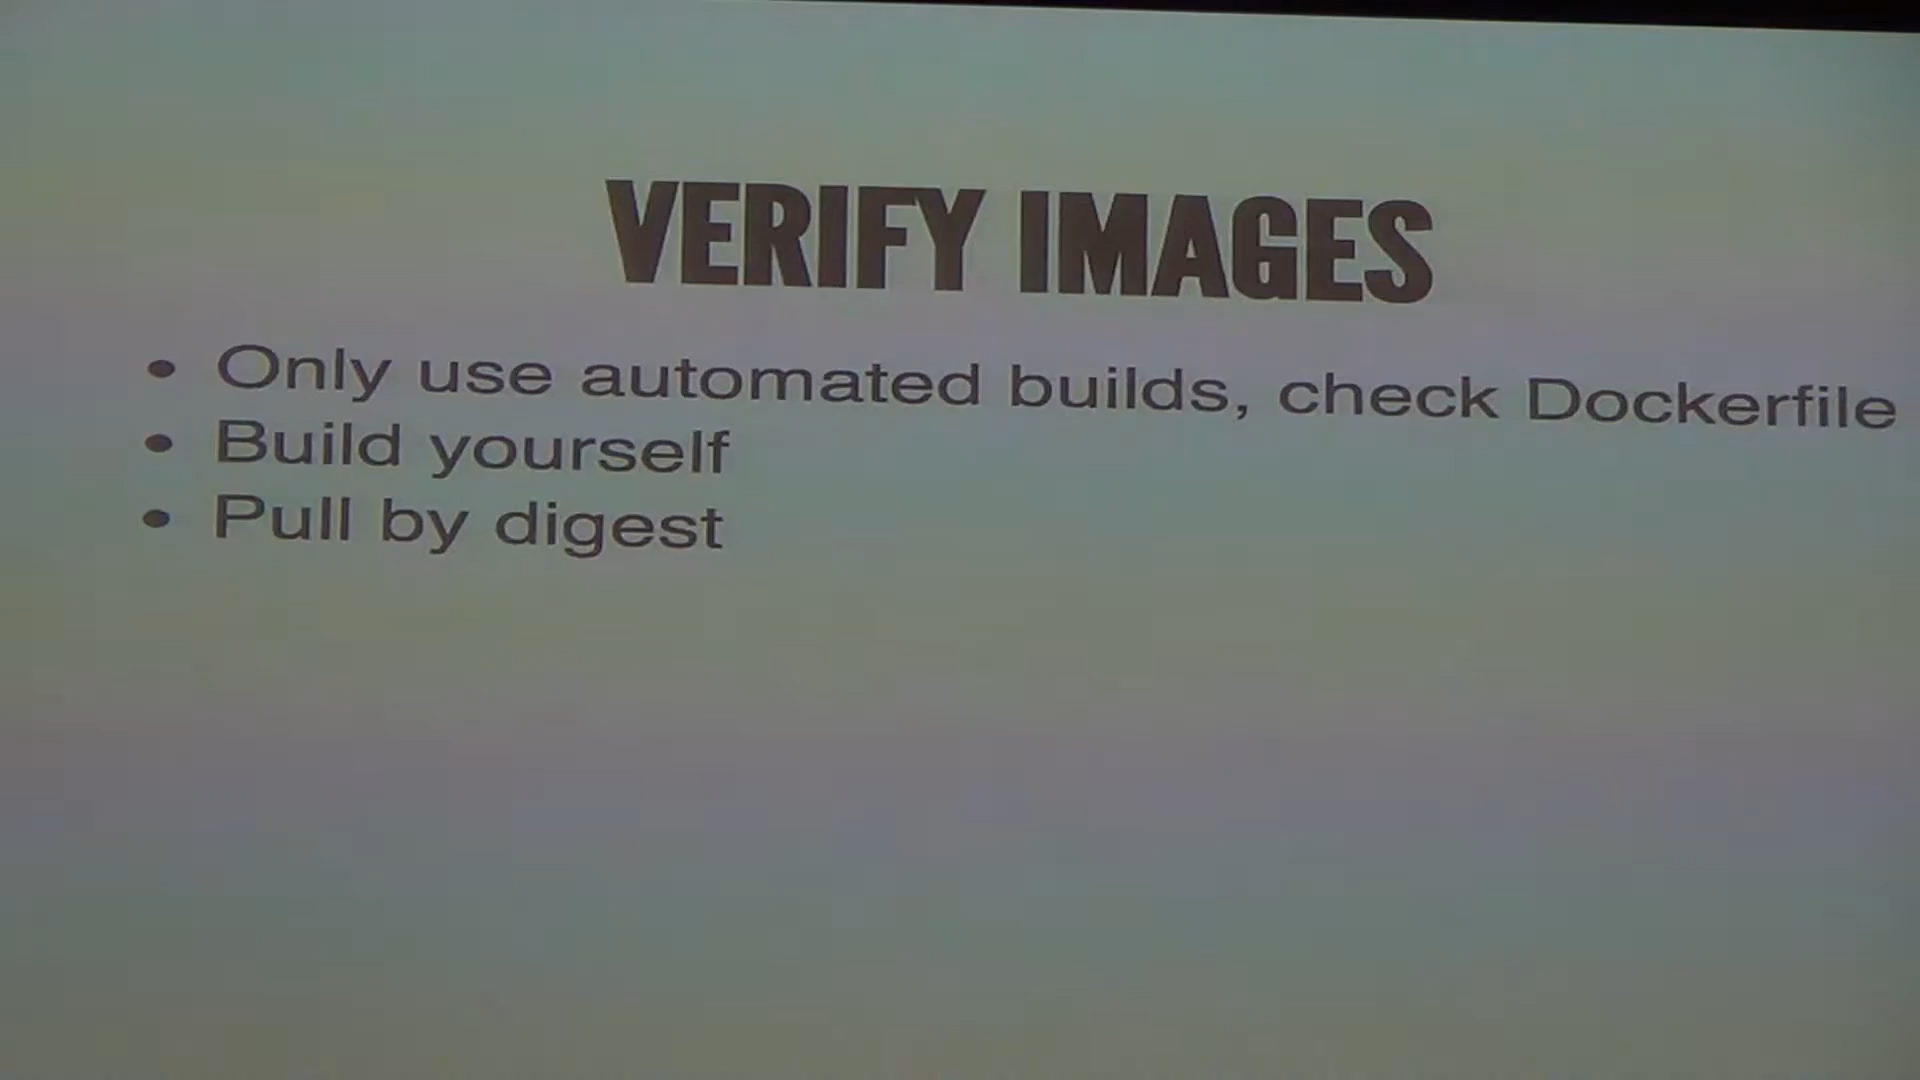 VERIFY IMAGES
• Only use automated builds, check Dockerfile
• Build yourself
• Pull by digest